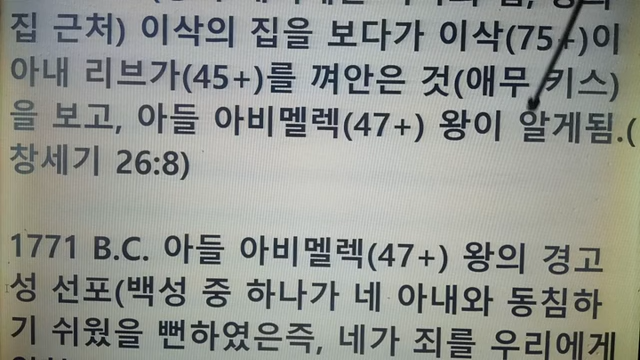 집 근처) 이삭의 집을 보다가 이삭(75+)이
아내 리브가(45+)를 껴안은 것(애무 키스)
을 보고, 아들 아비멜렉(47+) 왕이 알게됨.(
창세기 26:8)
1771 B.C. 아들 아비멜렉(47+) 왕의 경고
성 선포(백성 중 하나가 네 아내와 동침하
기 쉬웠을 뻔하였은즉, 네가 죄를 우리에게